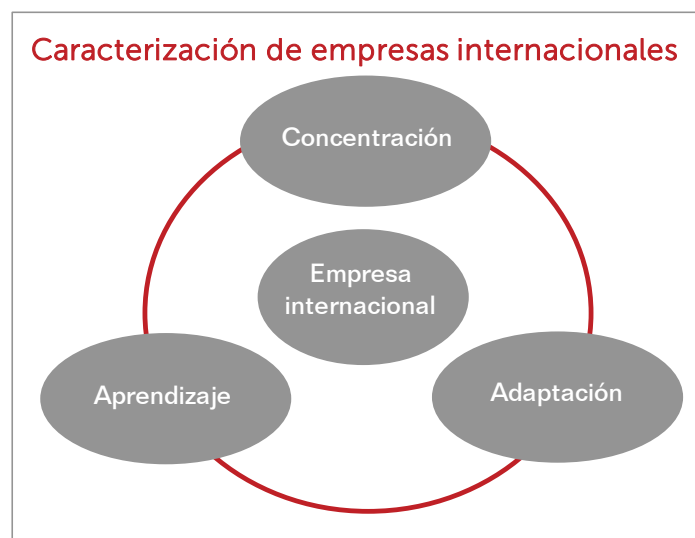 Caracterización de empresas internacionales
Concentración
Empresa
internacional
Aprendizaje
Adaptación